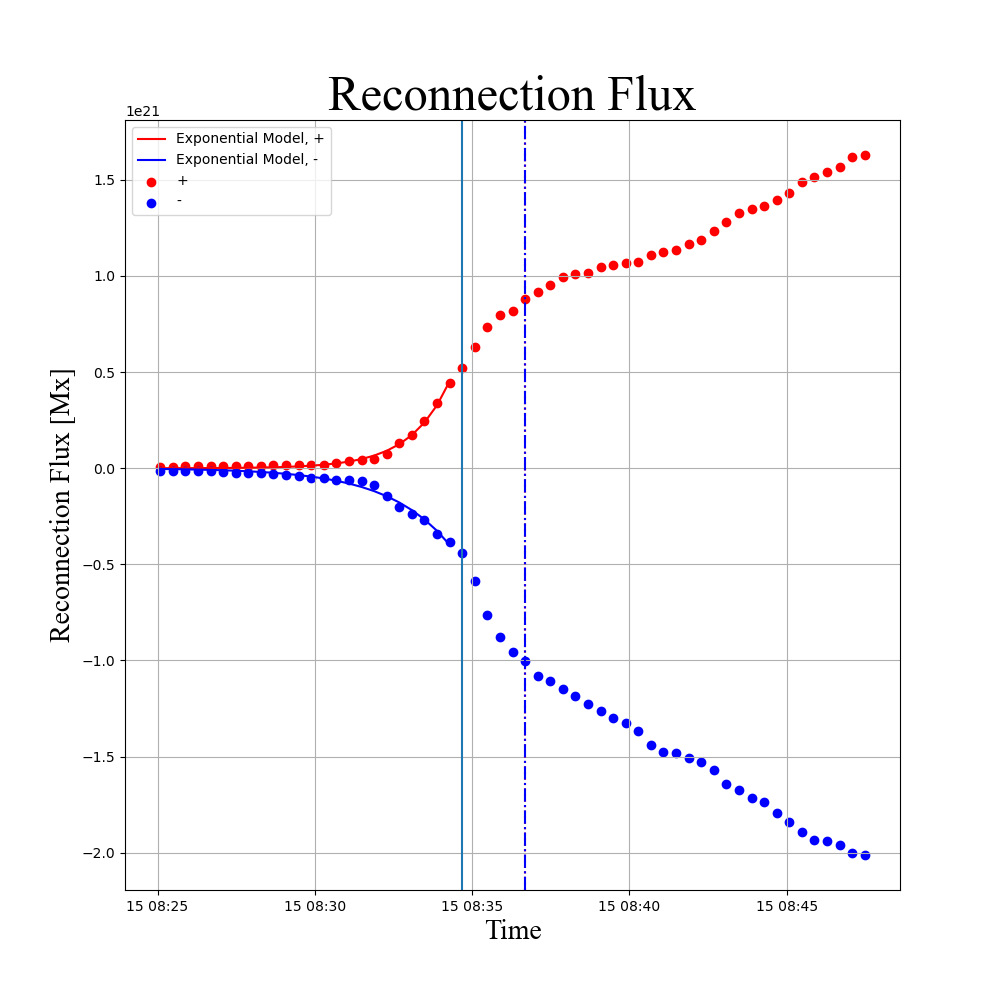 Reconnection Flux
1e21
Exponential Model, +
Exponential Model, -
+
-
1.5
1.0
0.5
0.0
−0.5
−1.0
−1.5
−2.0
Reconnection Flux [Mx]
15 08:25 15 08:30 15 08:35 15 08:40 15 08:45
Time